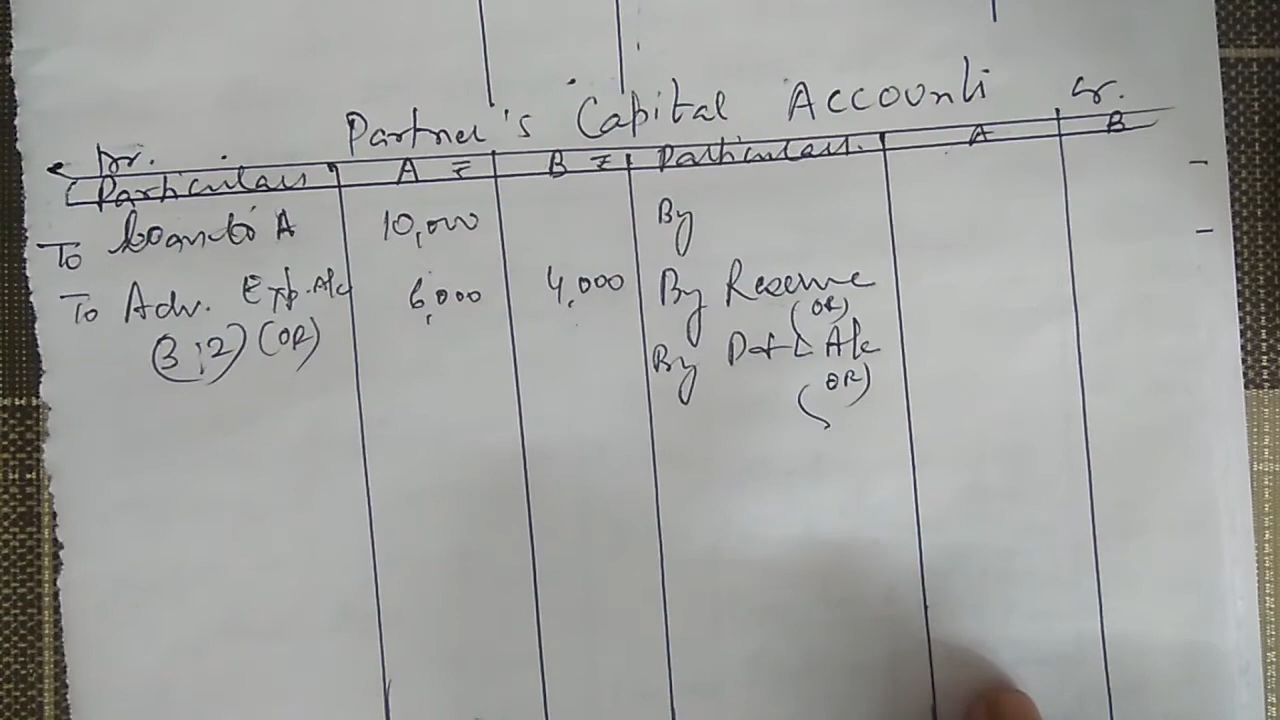 Partner's Capital Accounts
Dr. Cr.
Particulars A ₹ B ₹ Particulars. A B
To Loan to A 10,000 By
To Adv. Exp. A/c 6,000 4,000 By Reserve
(3:2) (OR) (OR)
By A/c
(OR)